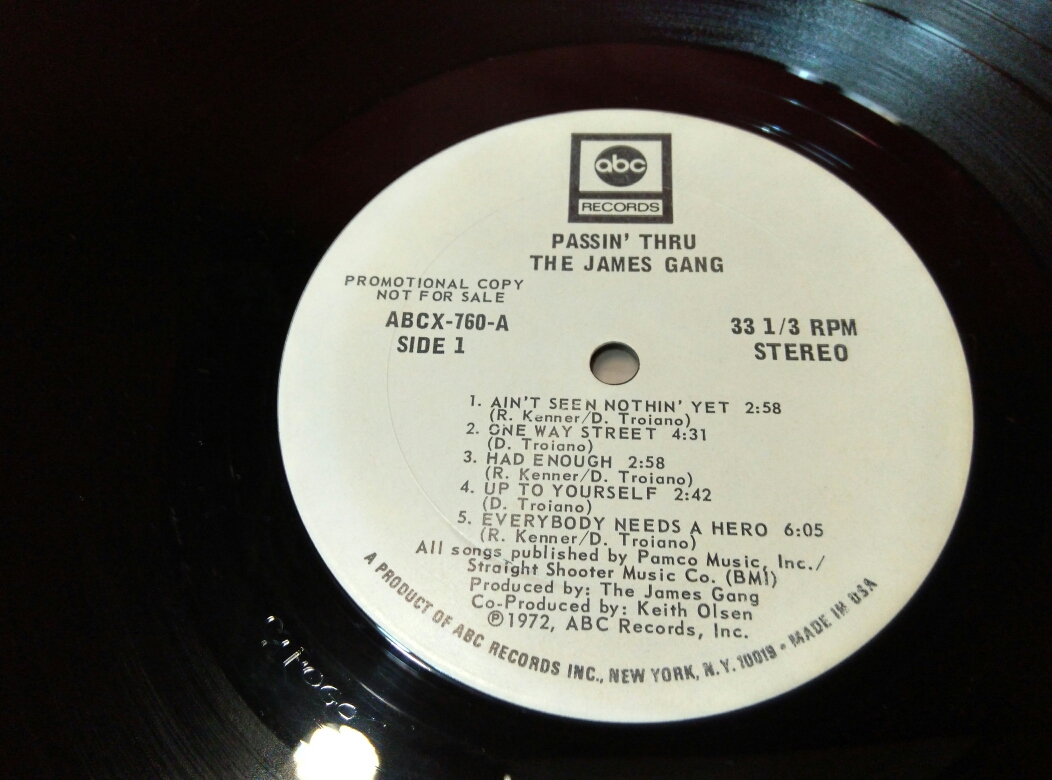 abc
RECORDS
PASSIN' THRU
THE JAMES GANG
PROMOTIONAL COPY
NOT FOR SALE
ABCX-760-A
SIDE 1
33 1/3 RPM
STEREO
1. AIN'T SEEN NOTHIN' YET 2:58
(R. Kenner/D. Troiano)
2. ONE WAY STREET 4:31
(D. Troiano)
3. HAD ENOUGH 2:58
(R. Kenner/D. Troiano)
4. UP TO YOURSELF 2:42
(D. Troiano)
5. EVERYBODY NEEDS A HERO 6:05
(R. Kenner/D. Troiano)
All songs published by Pamco Music, Inc./
Straight Shooter Music Co. (BMI)
Produced by: The James Gang
Co-Produced by: Keith Olsen
℗1972, ABC Records, Inc.
A PRODUCT OF ABC RECORDS INC., NEW YORK, N.Y. 10019 • MADE IN USA